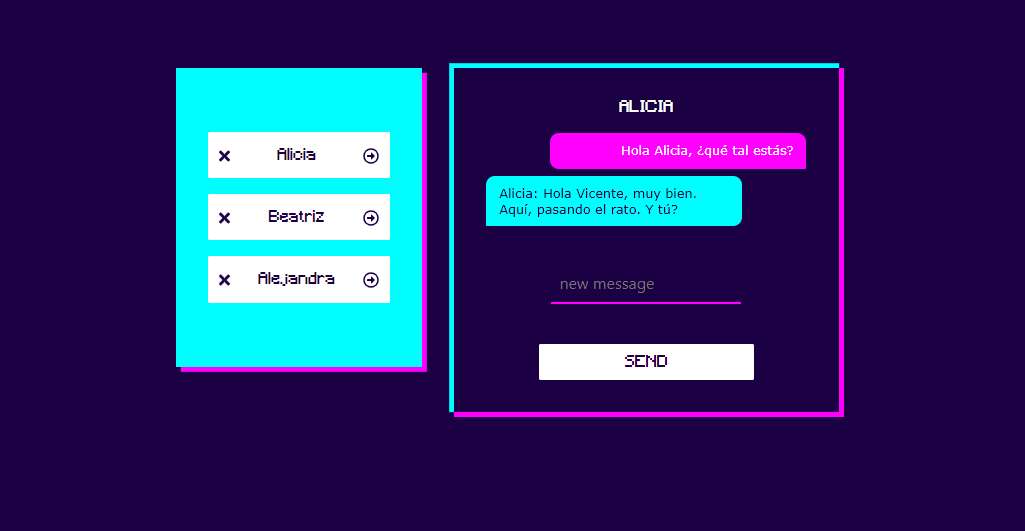 Alicia
Beatriz
Alejandra
ALICIA
Hola Alicia, ¿qué tal estás?
Alicia: Hola Vicente, muy bien.
Aquí, pasando el rato. Y tú?
new message
SEND